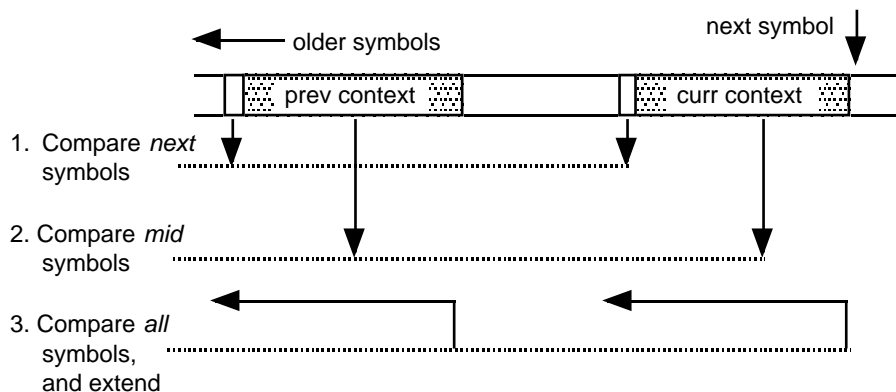 older symbols
next symbol
prev context
curr context
1. Compare next
symbols
2. Compare mid
symbols
3. Compare all
symbols,
and extend